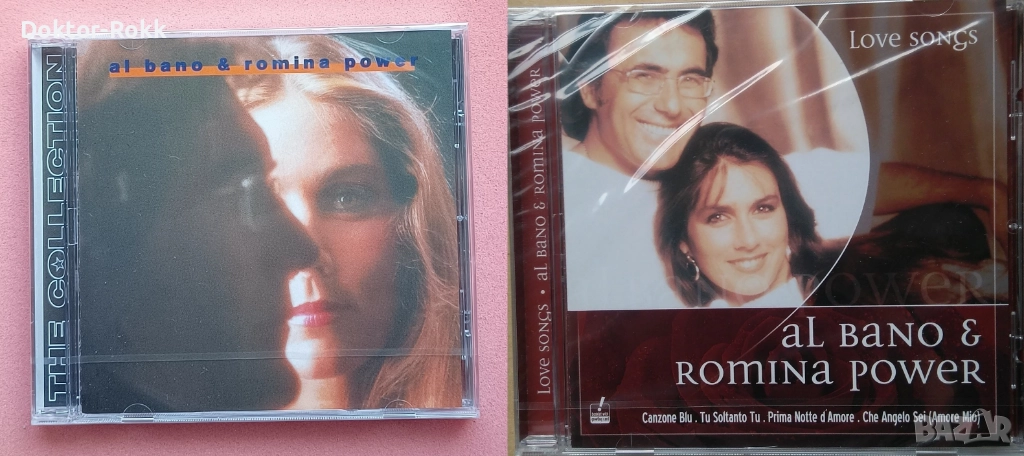 Doktor-Rokk
THE COLLECTION
al bano & romina power
LOVE SONGS • AL BANO & ROMINA POWER
LOVE SONGS
POWER
AL BANO &
ROMINA POWER
Canzone Blu . Tu Soltanto Tu . Prima Notte d'Amore . Che Angelo Sei (Amore Mio)
BAZAR